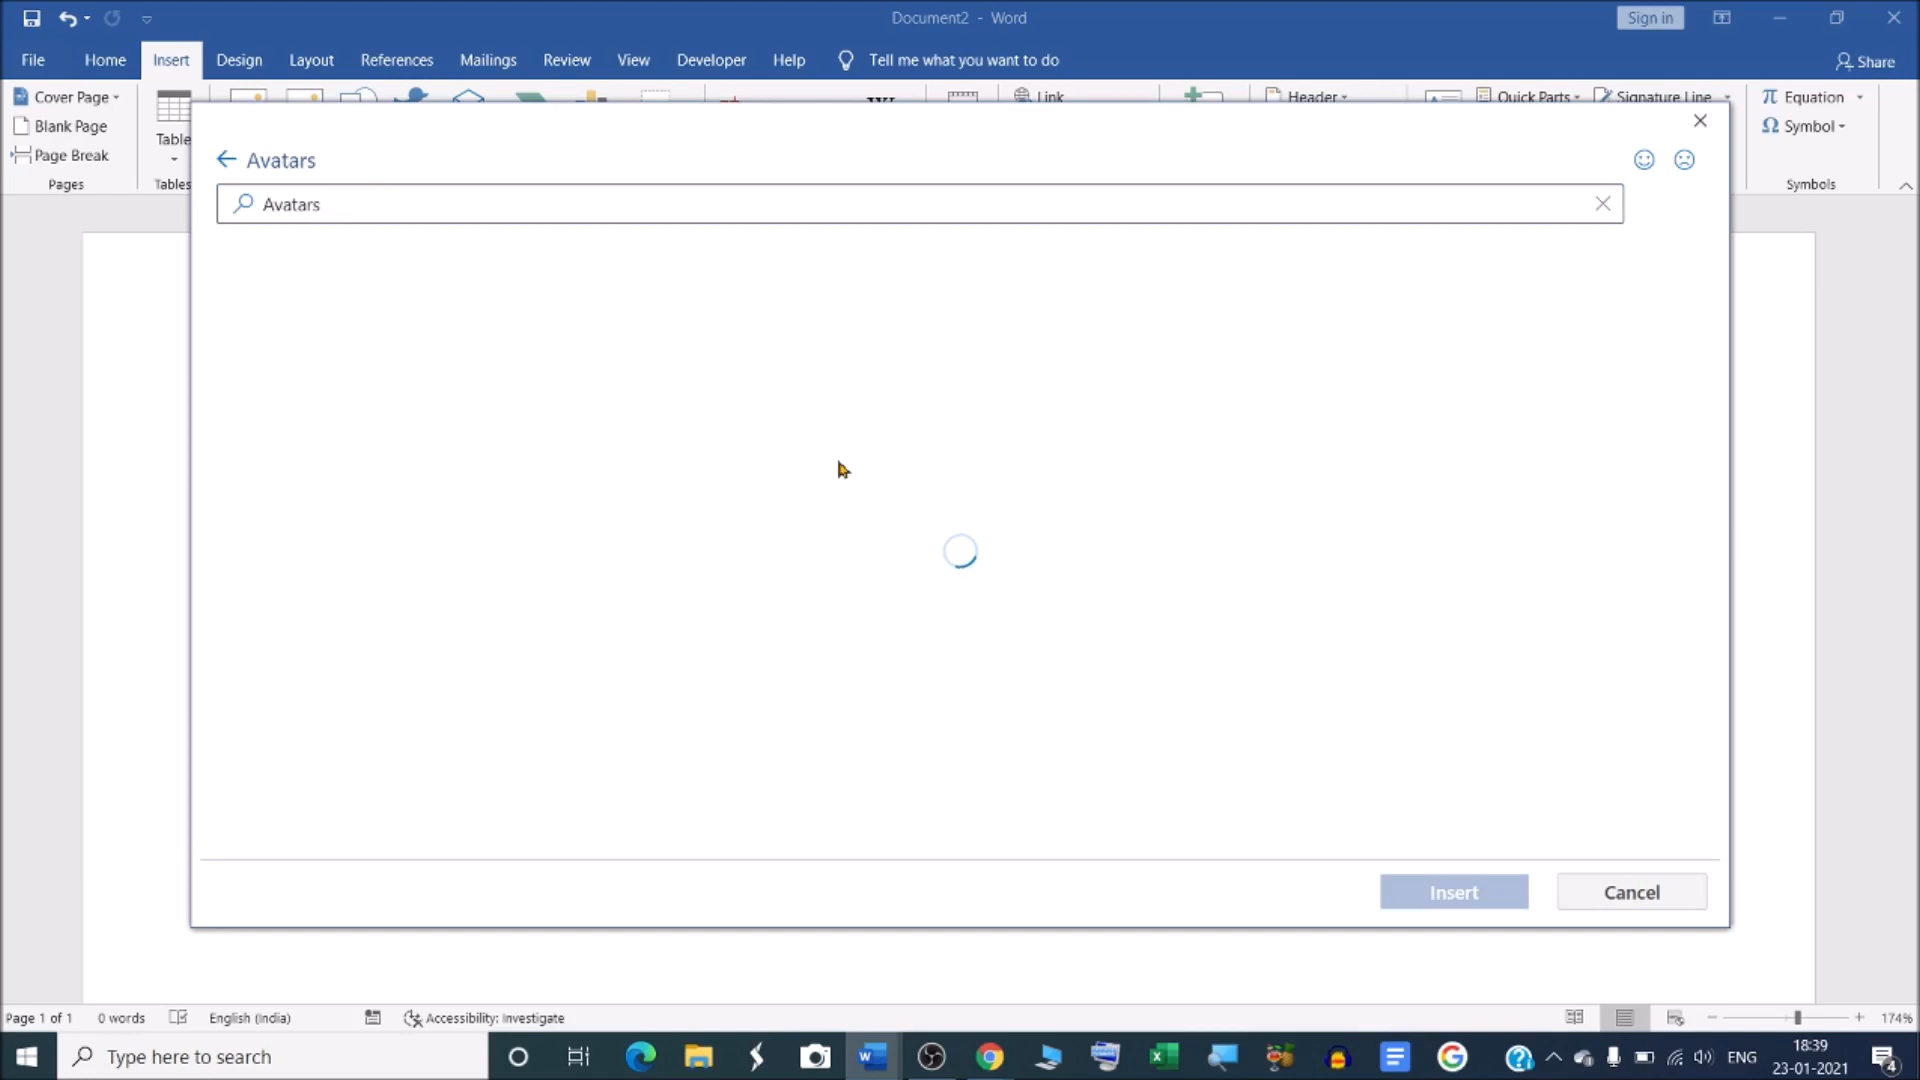 Document2 - Word
Sign in
File Home Insert Design Layout References Mailings Review View Developer Help Tell me what you want to do Share
Cover Page
Blank Page
Page Break
Pages
Table
Tables
Link
Header
Quick Parts
Signature Line
Equation
Symbol
Symbols
Avatars
Avatars
Insert Cancel
Page 1 of 1 0 words English (India) Accessibility: Investigate 174%
Type here to search
ENG
18:39
23-01-2021
4